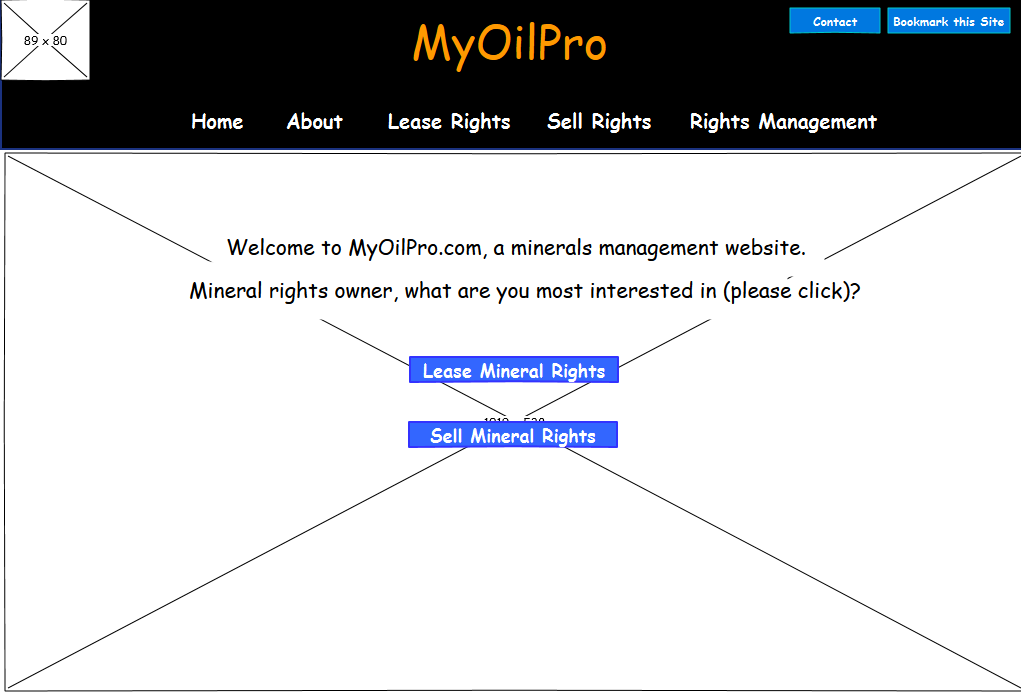 89 x 80
MyOilPro
Contact
Bookmark this Site
Home
About
Lease Rights
Sell Rights
Rights Management
Welcome to MyOilPro.com, a minerals management website.
Mineral rights owner, what are you most interested in (please click)?
Lease Mineral Rights
Sell Mineral Rights